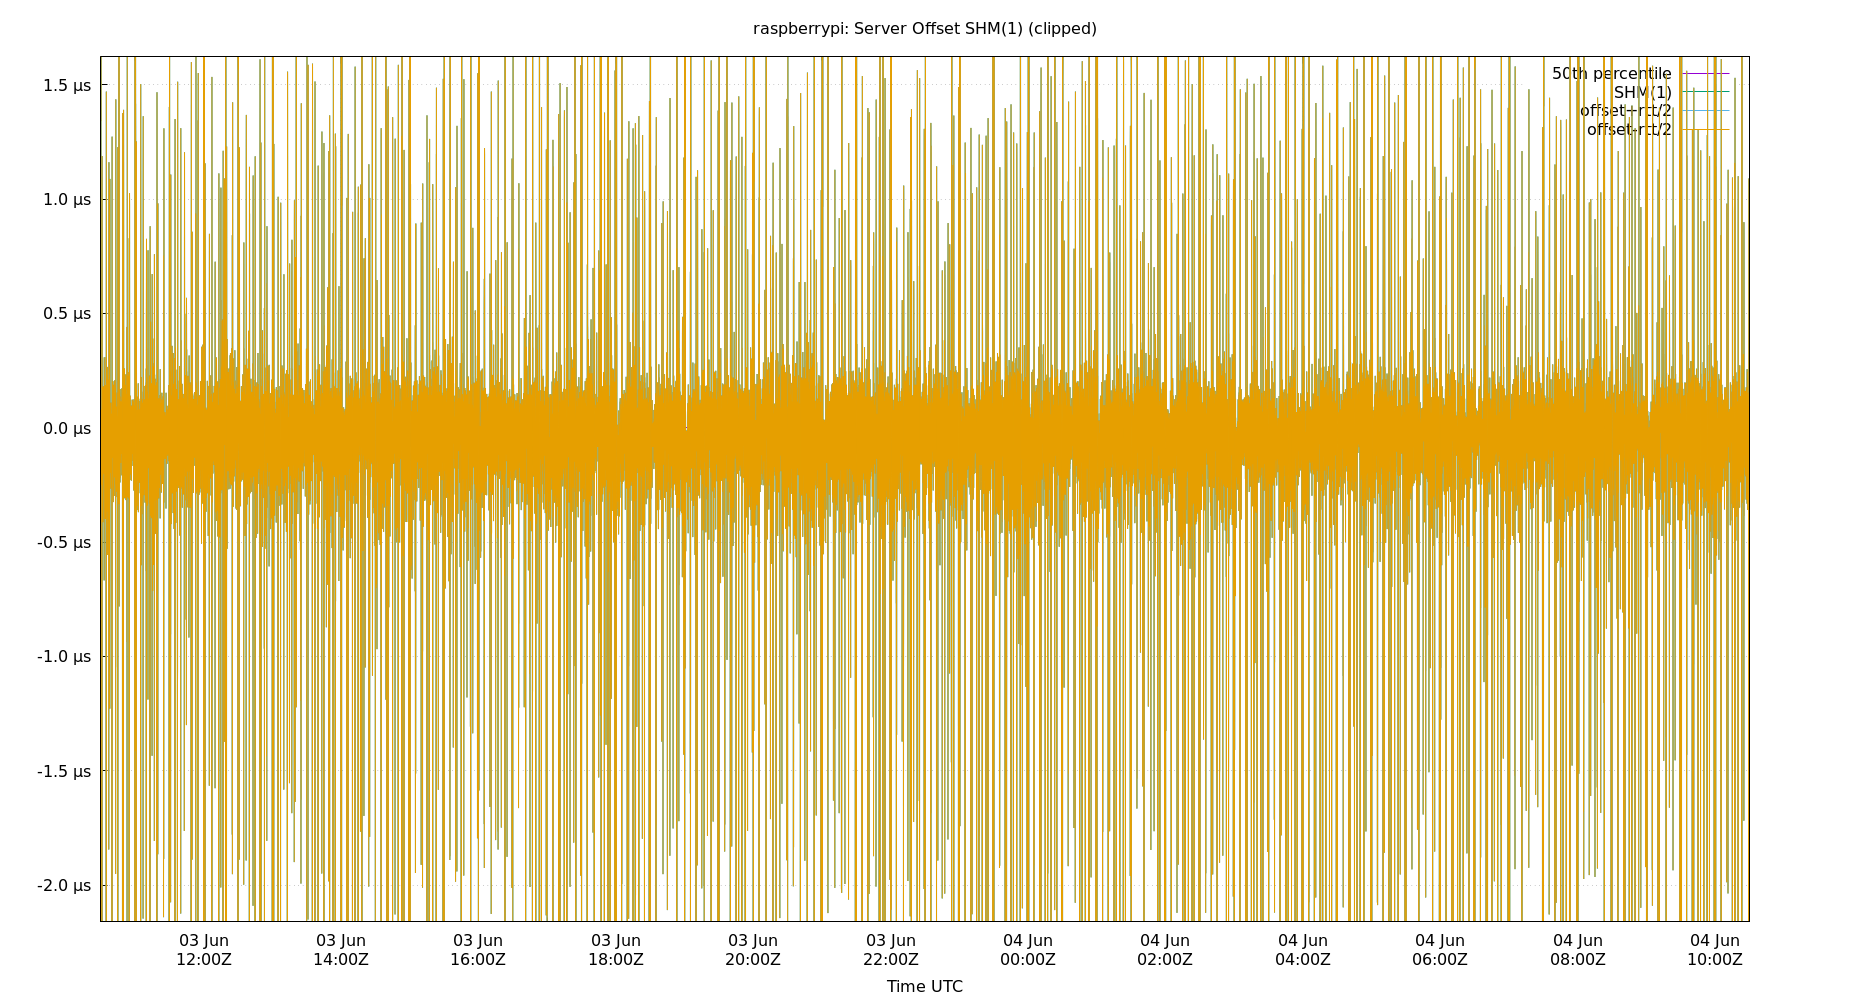 raspberrypi: Server Offset SHM(1) (clipped)
1.5 µs
1.0 µs
0.5 µs
0.0 µs
-0.5 µs
-1.0 µs
-1.5 µs
-2.0 µs
50th percentile
SHM(1)
offset+rtt/2
offset-rtt/2
03 Jun 03 Jun 03 Jun 03 Jun 03 Jun 03 Jun 04 Jun 04 Jun 04 Jun 04 Jun 04 Jun 04 Jun
12:00Z 14:00Z 16:00Z 18:00Z 20:00Z 22:00Z 00:00Z 02:00Z 04:00Z 06:00Z 08:00Z 10:00Z
Time UTC